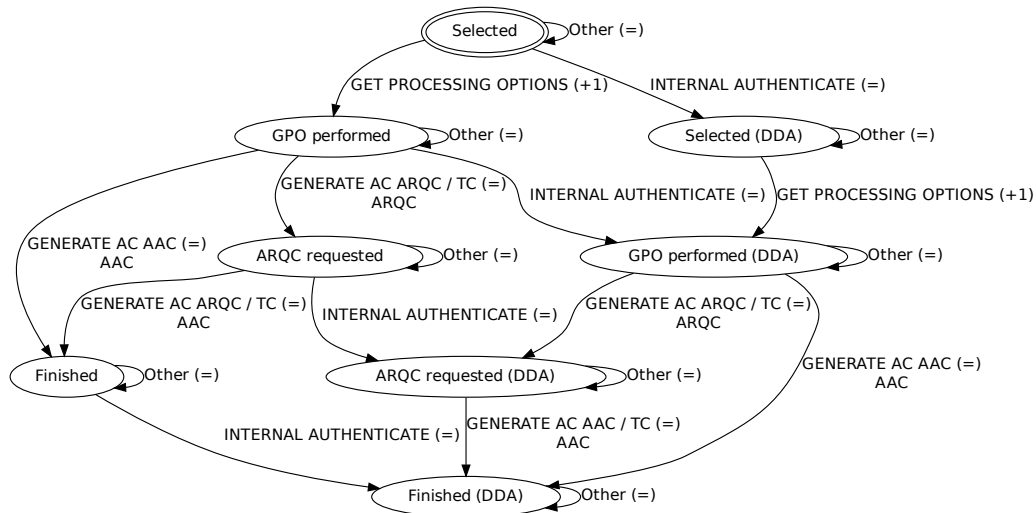 Selected
Other (=)
GET PROCESSING OPTIONS (+1)
INTERNAL AUTHENTICATE (=)
GPO performed
Other (=)
Selected (DDA)
Other (=)
GENERATE AC ARQC / TC (=)
ARQC
INTERNAL AUTHENTICATE (=)
GET PROCESSING OPTIONS (+1)
GENERATE AC AAC (=)
AAC
ARQC requested
Other (=)
GPO performed (DDA)
Other (=)
GENERATE AC ARQC / TC (=)
AAC
INTERNAL AUTHENTICATE (=)
GENERATE AC ARQC / TC (=)
ARQC
GENERATE AC AAC (=)
AAC
Finished
Other (=)
ARQC requested (DDA)
Other (=)
INTERNAL AUTHENTICATE (=)
GENERATE AC AAC / TC (=)
AAC
Finished (DDA)
Other (=)